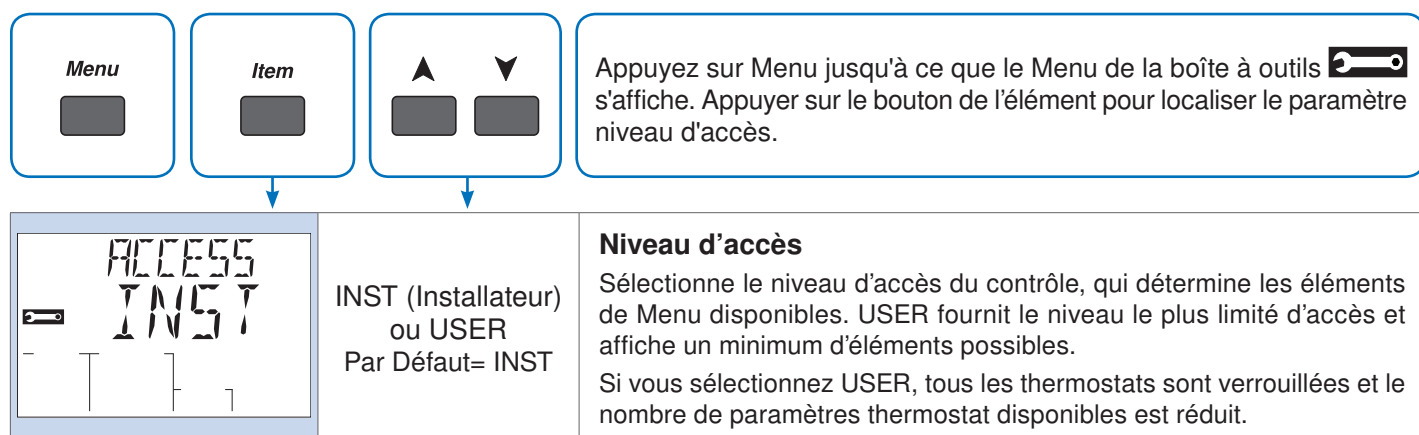 Menu
Item
Appuyez sur Menu jusqu'à ce que le Menu de la boîte à outils
s'affiche. Appuyer sur le bouton de l’élément pour localiser le paramètre
niveau d'accès.
ACCESS
INST
INST (Installateur)
ou USER
Par Défaut= INST
Niveau d’accès
Sélectionne le niveau d’accès du contrôle, qui détermine les éléments
de Menu disponibles. USER fournit le niveau le plus limité d’accès et
affiche un minimum d’éléments possibles.
Si vous sélectionnez USER, tous les thermostats sont verrouillées et le
nombre de paramètres thermostat disponibles est réduit.